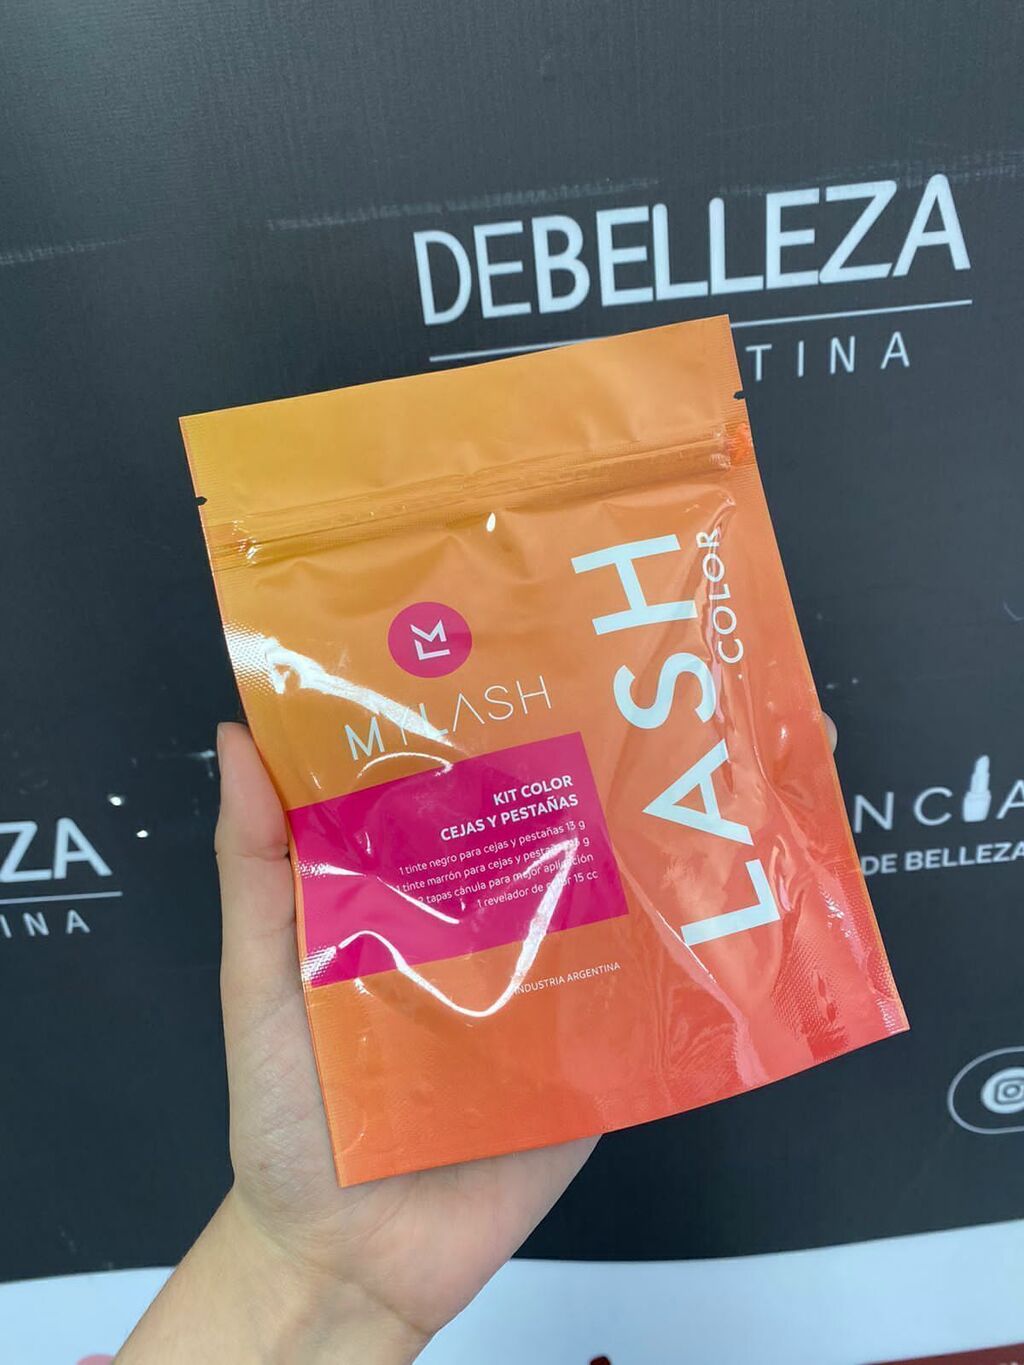 DEBELLEZA
TINA
MYLASH
LASH
.COLOR
KIT COLOR
CEJAS Y PESTAÑAS
1 tinte negro para cejas y pestañas 13 g
1 tinte marrón para cejas y
2 tapas cánula para mejor aplicación
1 revelador de color 15 cc
INDUSTRIA ARGENTINA
ZA
INA
NCIA
DE BELLEZA